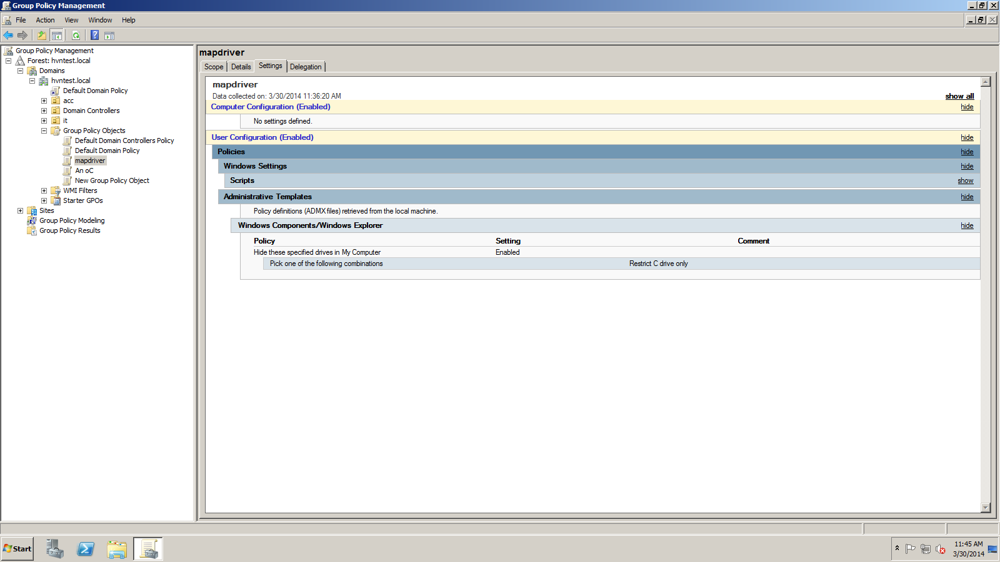 Group Policy Management
File Action View Window Help
Group Policy Management
Forest: hvntest.local
Domains
hvntest.local
Default Domain Policy
acc
Domain Controllers
it
Group Policy Objects
Default Domain Controllers Policy
Default Domain Policy
mapdriver
An oC
New Group Policy Object
WMI Filters
Starter GPOs
Sites
Group Policy Modeling
Group Policy Results
mapdriver
Scope Details Settings Delegation
mapdriver
Data collected on: 3/30/2014 11:36:20 AM show all
Computer Configuration (Enabled) hide
No settings defined.
User Configuration (Enabled) hide
Policies hide
Windows Settings hide
Scripts show
Administrative Templates hide
Policy definitions (ADMX files) retrieved from the local machine.
Windows Components/Windows Explorer hide
Policy Setting Comment
Hide these specified drives in My Computer Enabled
Pick one of the following combinations Restrict C drive only
Start
11:45 AM
3/30/2014